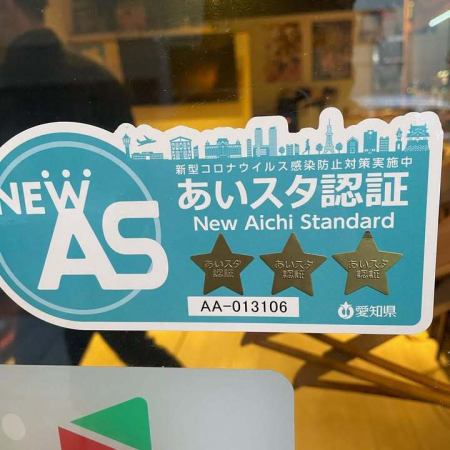 新型コロナウイルス感染防止対策実施中
NEW
AS
あいスタ認証
New Aichi Standard
あいスタ
認証
あいスタ
認証
あいスタ
認証
AA-013106
愛知県